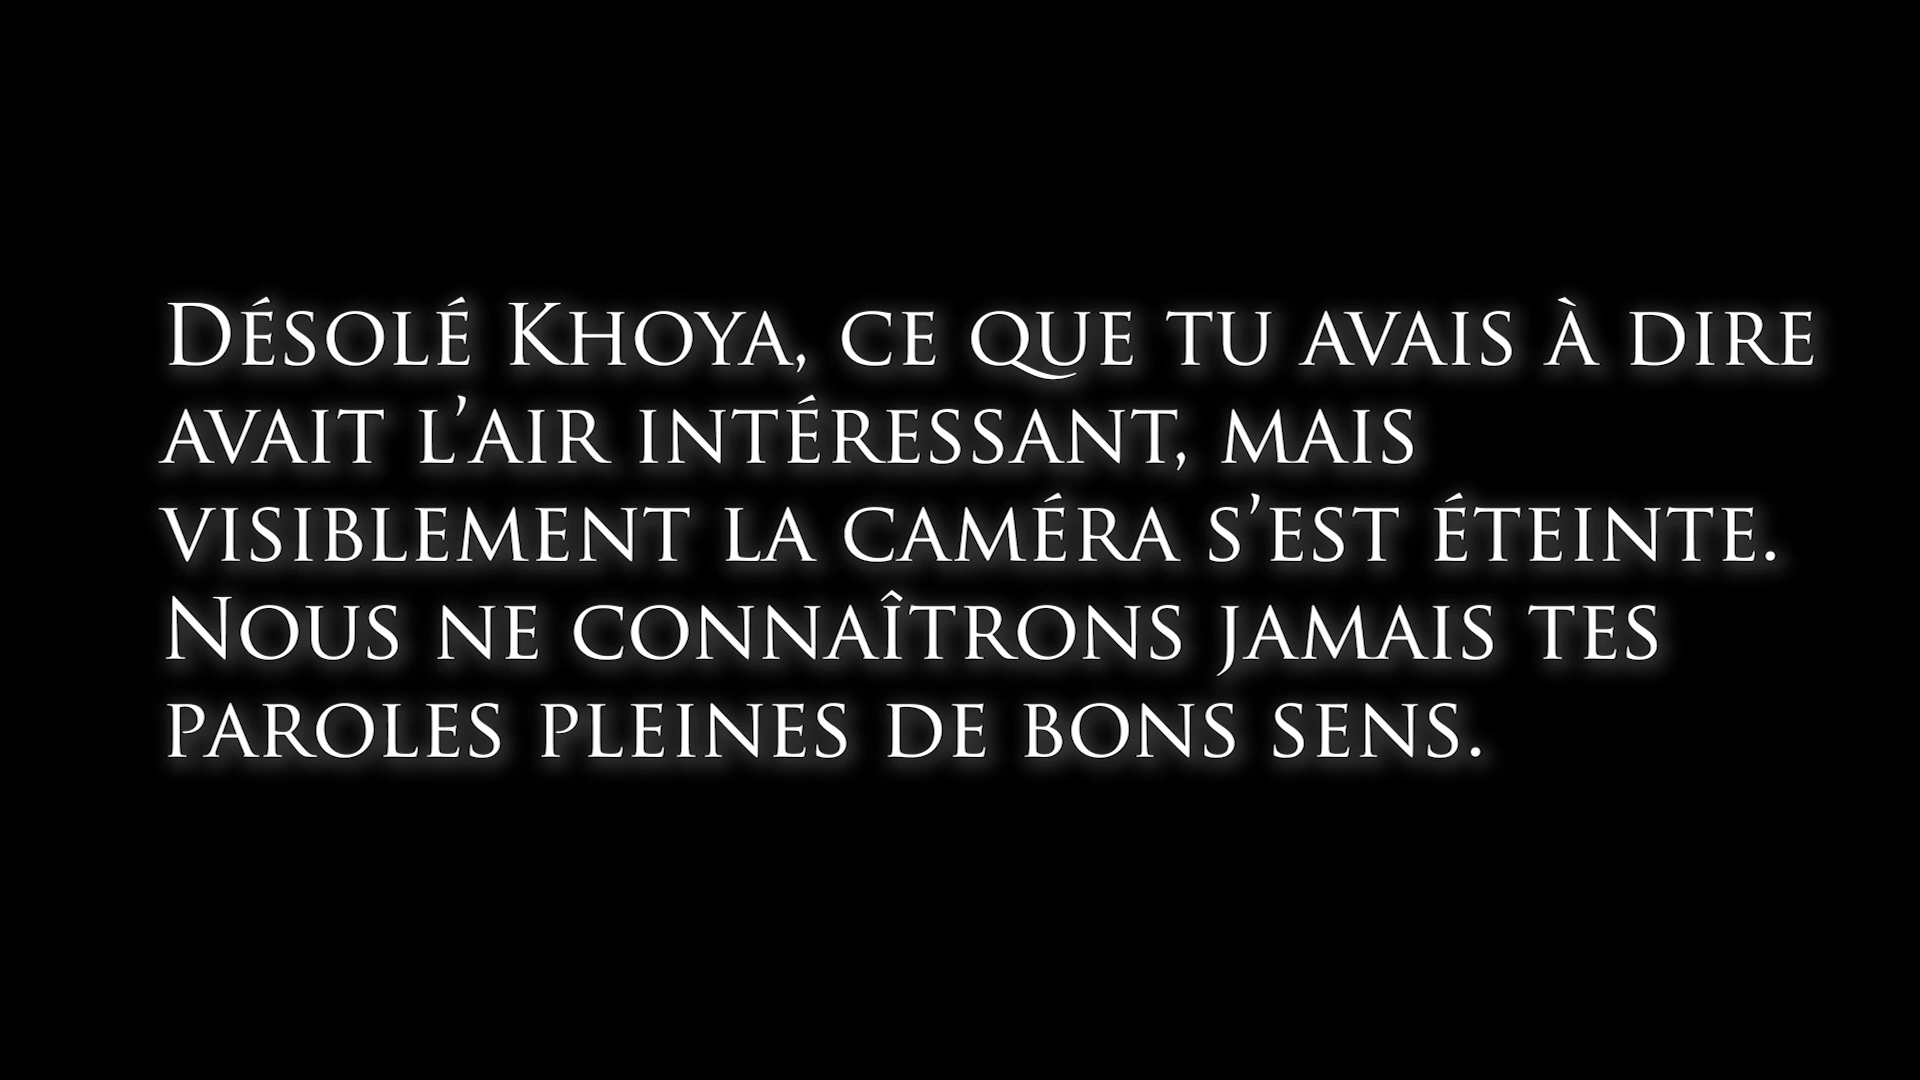 Désolé Khoya, ce que tu avais à dire
avait l’air intéressant, mais
visiblement la caméra s’est éteinte.
Nous ne connaîtrons jamais tes
paroles pleines de bons sens.